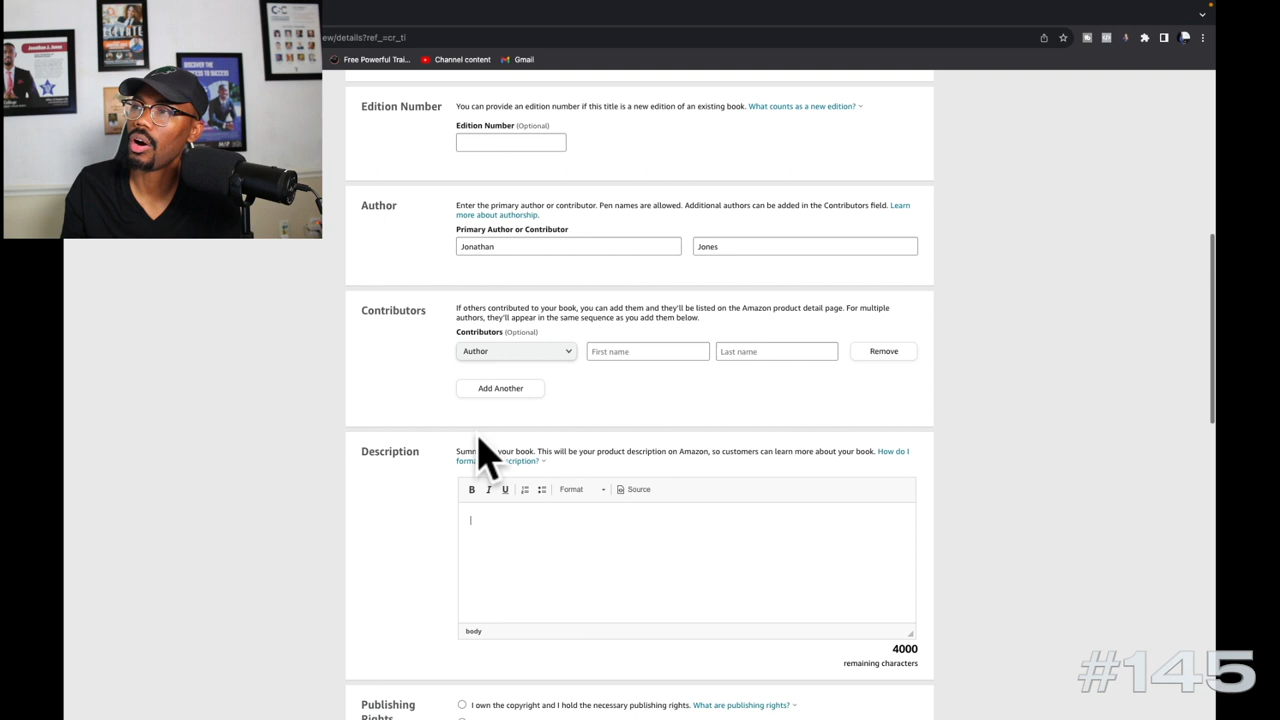 ew/details?ref_=cr_ti
Free Powerful Trai...
Channel content
Gmail
Edition Number
You can provide an edition number if this title is a new edition of an existing book. What counts as a new edition?
Edition Number (Optional)
Author
Enter the primary author or contributor. Pen names are allowed. Additional authors can be added in the Contributors field. Learn
more about authorship.
Primary Author or Contributor
Jonathan
Jones
Contributors
If others contributed to your book, you can add them and they'll be listed on the Amazon product detail page. For multiple
authors, they'll appear in the same sequence as you add them below.
Contributors (Optional)
Author
First name
Last name
Remove
Add Another
Description
your book. This will be your product description on Amazon, so customers can learn more about your book. How do I
B I U
Format
Source
body
4000
remaining characters
Publishing
Rights
I own the copyright and I hold the necessary publishing rights. What are publishing rights?
#145
Jonathan J. Jones
ELEVATE
DISCOVER THE